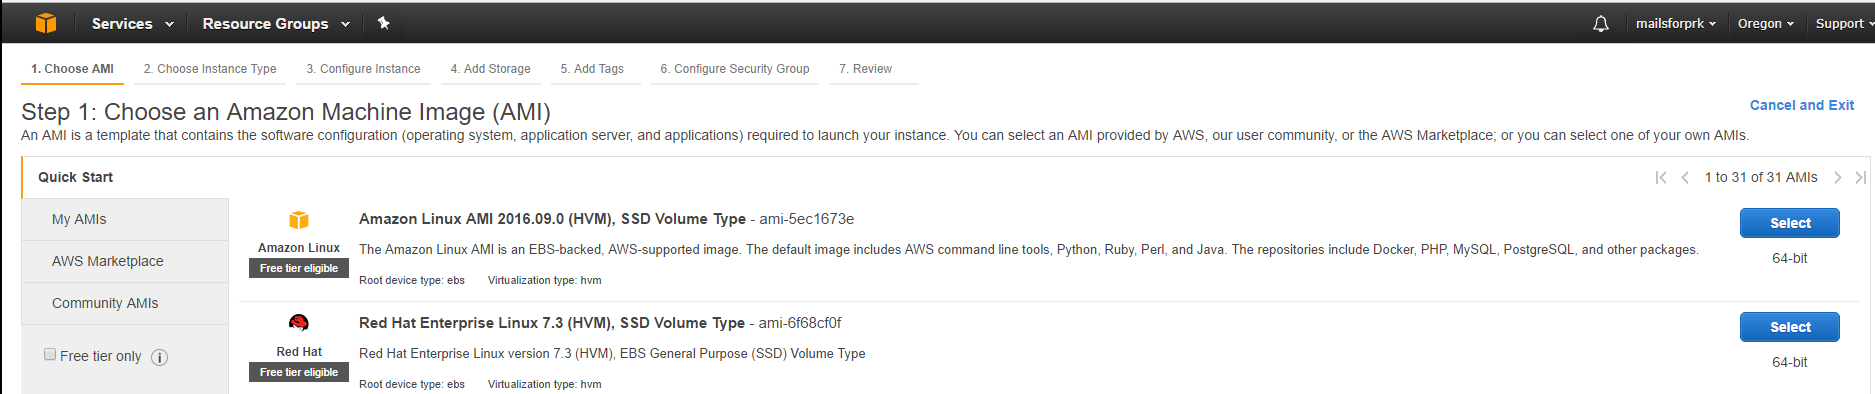 Services Resource Groups mailsforprk Oregon Support
1. Choose AMI 2. Choose Instance Type 3. Configure Instance 4. Add Storage 5. Add Tags 6. Configure Security Group 7. Review
Step 1: Choose an Amazon Machine Image (AMI)
Cancel and Exit
An AMI is a template that contains the software configuration (operating system, application server, and applications) required to launch your instance. You can select an AMI provided by AWS, our user community, or the AWS Marketplace; or you can select one of your own AMIs.
Quick Start
1 to 31 of 31 AMIs
My AMIs
AWS Marketplace
Community AMIs
Free tier only
Amazon Linux
Free tier eligible
Amazon Linux AMI 2016.09.0 (HVM), SSD Volume Type - ami-5ec1673e
The Amazon Linux AMI is an EBS-backed, AWS-supported image. The default image includes AWS command line tools, Python, Ruby, Perl, and Java. The repositories include Docker, PHP, MySQL, PostgreSQL, and other packages.
Root device type: ebs Virtualization type: hvm
Select
64-bit
Red Hat
Free tier eligible
Red Hat Enterprise Linux 7.3 (HVM), SSD Volume Type - ami-6f68cf0f
Red Hat Enterprise Linux version 7.3 (HVM), EBS General Purpose (SSD) Volume Type
Root device type: ebs Virtualization type: hvm
Select
64-bit